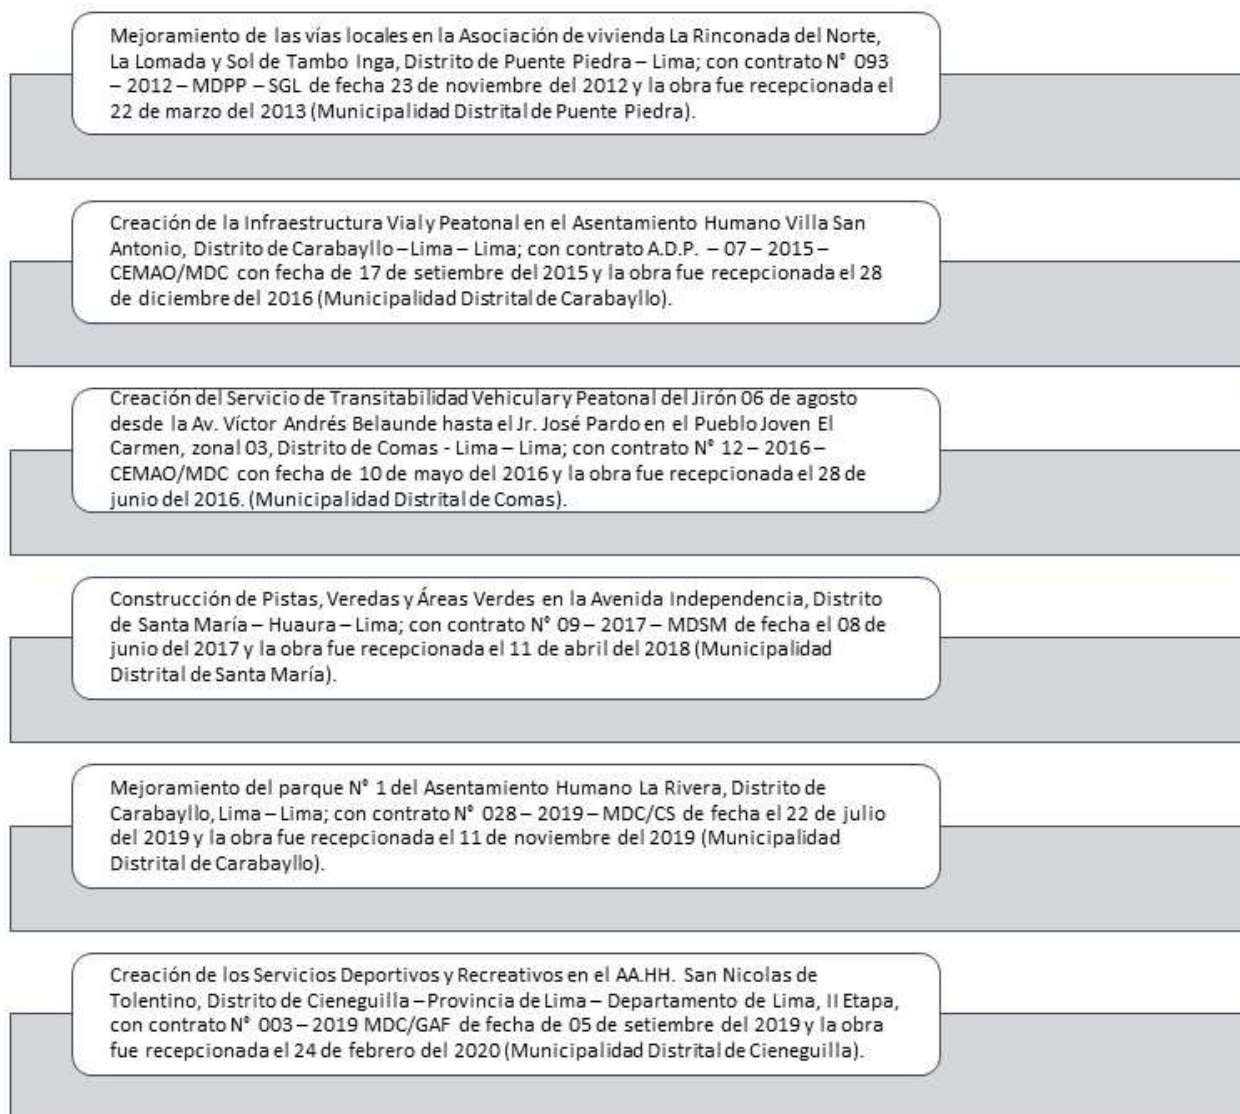 Mejoramiento de las vías locales en la Asociación de vivienda La Rinconada del Norte,
La Lomada y Sol de Tambo Inga, Distrito de Puente Piedra – Lima; con contrato N° 093
– 2012 – MDPP – SGL de fecha 23 de noviembre del 2012 y la obra fue recepcionada el
22 de marzo del 2013 (Municipalidad Distrital de Puente Piedra).
Creación de la Infraestructura Vial y Peatonal en el Asentamiento Humano Villa San
Antonio, Distrito de Carabayllo – Lima – Lima; con contrato A.D.P. – 07 – 2015 –
CEMAO/MDC con fecha de 17 de setiembre del 2015 y la obra fue recepcionada el 28
de diciembre del 2016 (Municipalidad Distrital de Carabayllo).
Creación del Servicio de Transitabilidad Vehicular y Peatonal del Jirón 06 de agosto
desde la Av. Víctor Andrés Belaunde hasta el Jr. José Pardo en el Pueblo Joven El
Carmen, zonal 03, Distrito de Comas - Lima – Lima; con contrato N° 12 – 2016 –
CEMAO/MDC con fecha de 10 de mayo del 2016 y la obra fue recepcionada el 28 de
junio del 2016. (Municipalidad Distrital de Comas).
Construcción de Pistas, Veredas y Áreas Verdes en la Avenida Independencia, Distrito
de Santa María – Huaura – Lima; con contrato N° 09 – 2017 – MDSM de fecha el 08 de
junio del 2017 y la obra fue recepcionada el 11 de abril del 2018 (Municipalidad
Distrital de Santa María).
Mejoramiento del parque N° 1 del Asentamiento Humano La Rivera, Distrito de
Carabayllo, Lima – Lima; con contrato N° 028 – 2019 – MDC/CS de fecha el 22 de julio
del 2019 y la obra fue recepcionada el 11 de noviembre del 2019 (Municipalidad
Distrital de Carabayllo).
Creación de los Servicios Deportivos y Recreativos en el AA.HH. San Nicolas de
Tolentino, Distrito de Cieneguilla – Provincia de Lima – Departamento de Lima, II Etapa,
con contrato N° 003 – 2019 MDC/GAF de fecha de 05 de setiembre del 2019 y la obra
fue recepcionada el 24 de febrero del 2020 (Municipalidad Distrital de Cieneguilla).